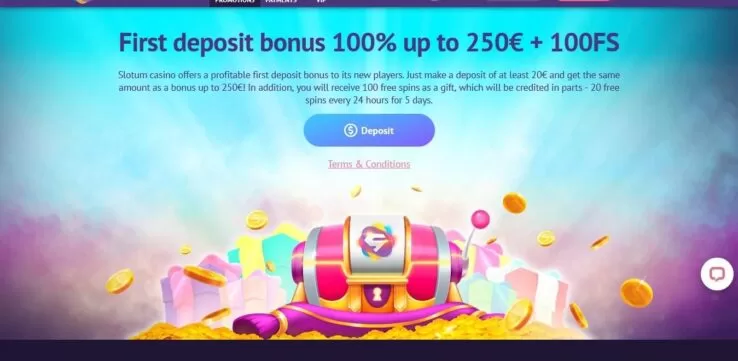 PROMOTIONS PAYMENTS VIP
First deposit bonus 100% up to 250€ + 100FS
Slotum casino offers a profitable first deposit bonus to its new players. Just make a deposit of at least 20€ and get the same
amount as a bonus up to 250€! In addition, you will receive 100 free spins as a gift, which will be credited in parts - 20 free
spins every 24 hours for 5 days.
Deposit
Terms & Conditions